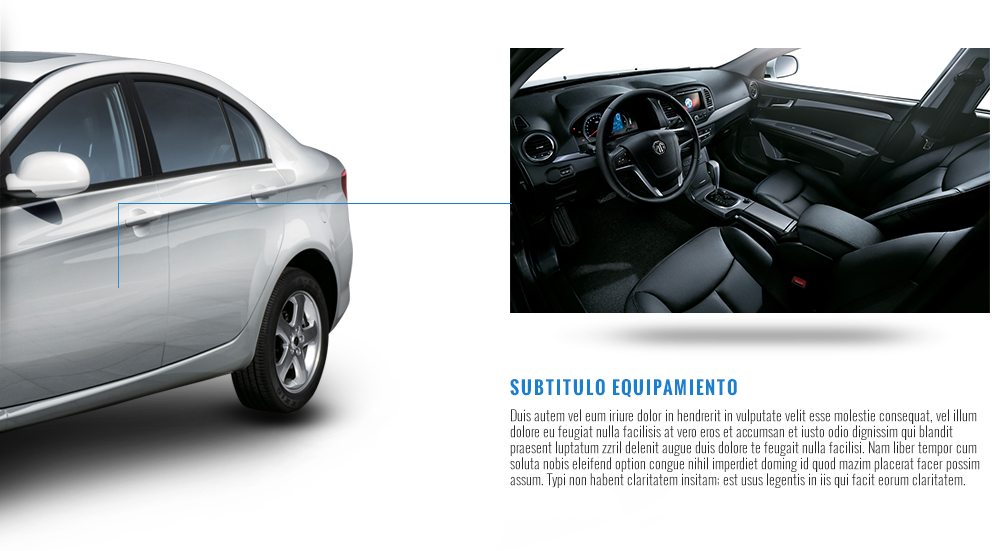 SUBTITULO EQUIPAMIENTO
Duis autem vel eum iriure dolor in hendrerit in vulputate velit esse molestie consequat, vel illum
dolore eu feugiat nulla facilisis at vero eros et accumsan et iusto odio dignissim qui blandit
praesent luptatum zzril delenit augue duis dolore te feugait nulla facilisi. Nam liber tempor cum
soluta nobis eleifend option congue nihil imperdiet doming id quod mazim placerat facer possim
assum. Typi non habent claritatem insitam; est usus legentis in iis qui facit eorum claritatem.